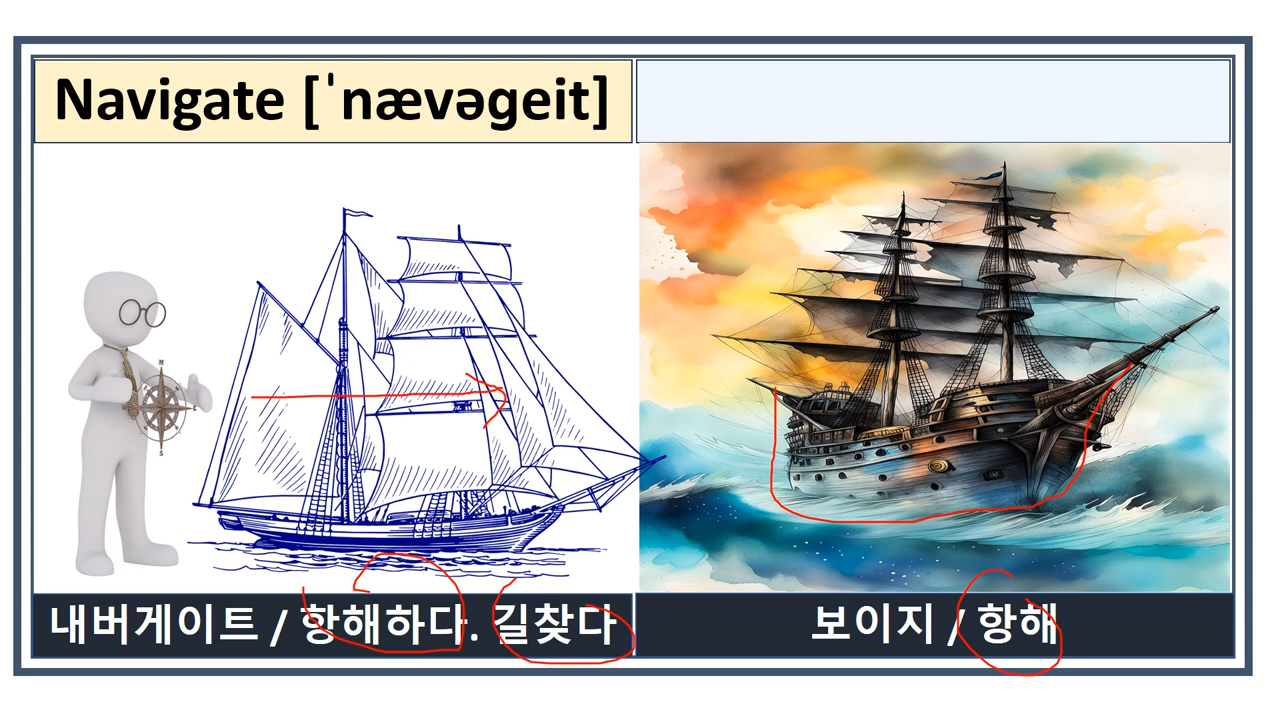 Navigate [ˈnævəgeit]
N
S
내버게이트 / 항해하다. 길찾다
보이지 / 항해